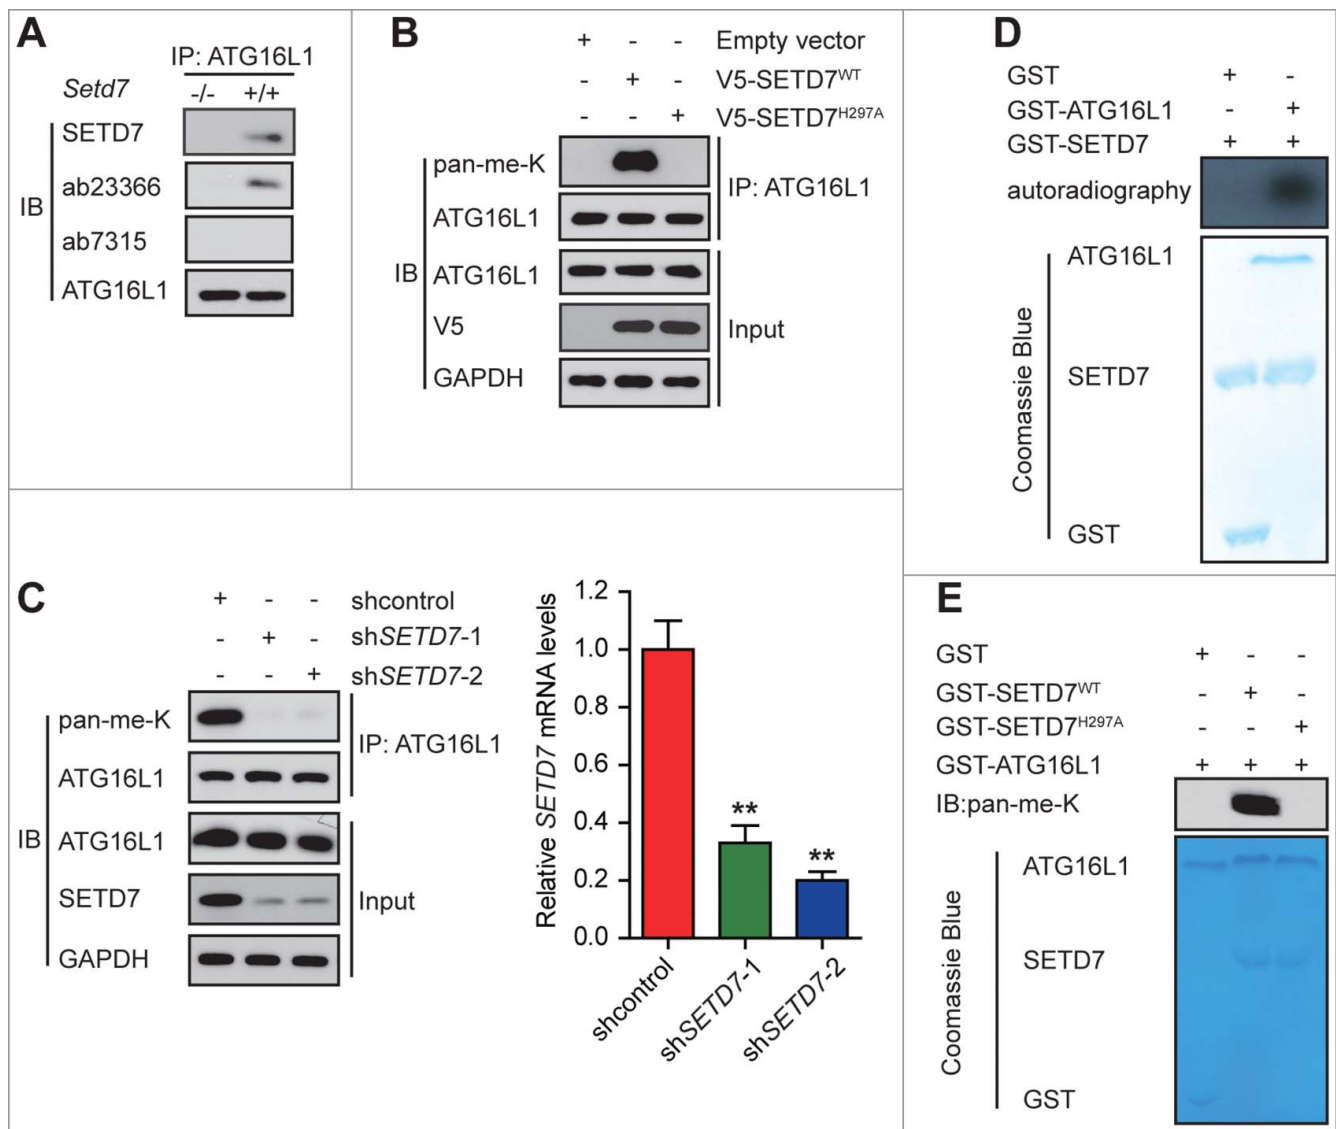 A
IP: ATG16L1
Setd7 -/- +/+
IB
SETD7
ab23366
ab7315
ATG16L1
B
+ - - Empty vector
- + - V5-SETD7WT
- - + V5-SETD7H297A
IB
pan-me-K
ATG16L1
IP: ATG16L1
ATG16L1
V5
GAPDH
Input
C
+ - - shcontrol
- + - shSETD7-1
- - + shSETD7-2
IB
pan-me-K
ATG16L1
IP: ATG16L1
ATG16L1
SETD7
GAPDH
Input
Relative SETD7 mRNA levels
1.2
1.0
0.8
0.6
0.4
0.2
0.0
**
**
shcontrol
shSETD7-1
shSETD7-2
D
GST + -
GST-ATG16L1 - +
GST-SETD7 + +
autoradiography
Coomassie Blue
ATG16L1
SETD7
GST
E
GST + - -
GST-SETD7WT - + -
GST-SETD7H297A - - +
GST-ATG16L1 + + +
IB:pan-me-K
Coomassie Blue
ATG16L1
SETD7
GST